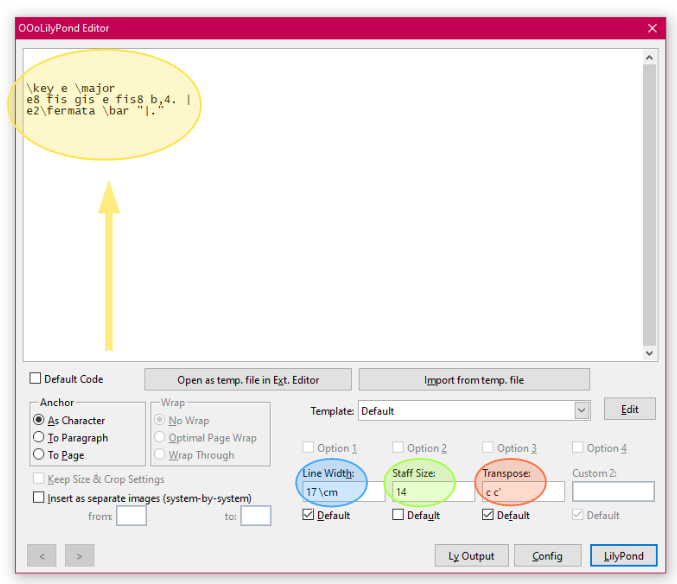 OOoLilyPond Editor
\key e \major
e8 fis gis e fis8 b,4. |
e2\fermata \bar "|."
Default Code
Open as temp. file in Ext. Editor
Import from temp. file
Anchor
Wrap
As Character
No Wrap
To Paragraph
Optimal Page Wrap
To Page
Wrap Through
Template:
Default
Edit
Option 1
Option 2
Option 3
Option 4
Keep Size & Crop Settings
Line Width:
Staff Size:
Transpose:
Custom 2:
Insert as separate images (system-by-system)
17\cm
14
c c'
from:
to:
Default
Default
Default
Default
<
>
Ly Output
Config
LilyPond